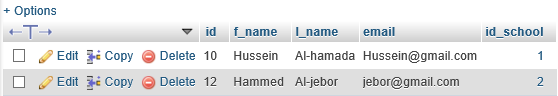 + Options
id f_name l_name email id_school
Edit Copy Delete 10 Hussein Al-hamada Hussein@gmail.com 1
Edit Copy Delete 12 Hammed Al-jebor jebor@gmail.com 2